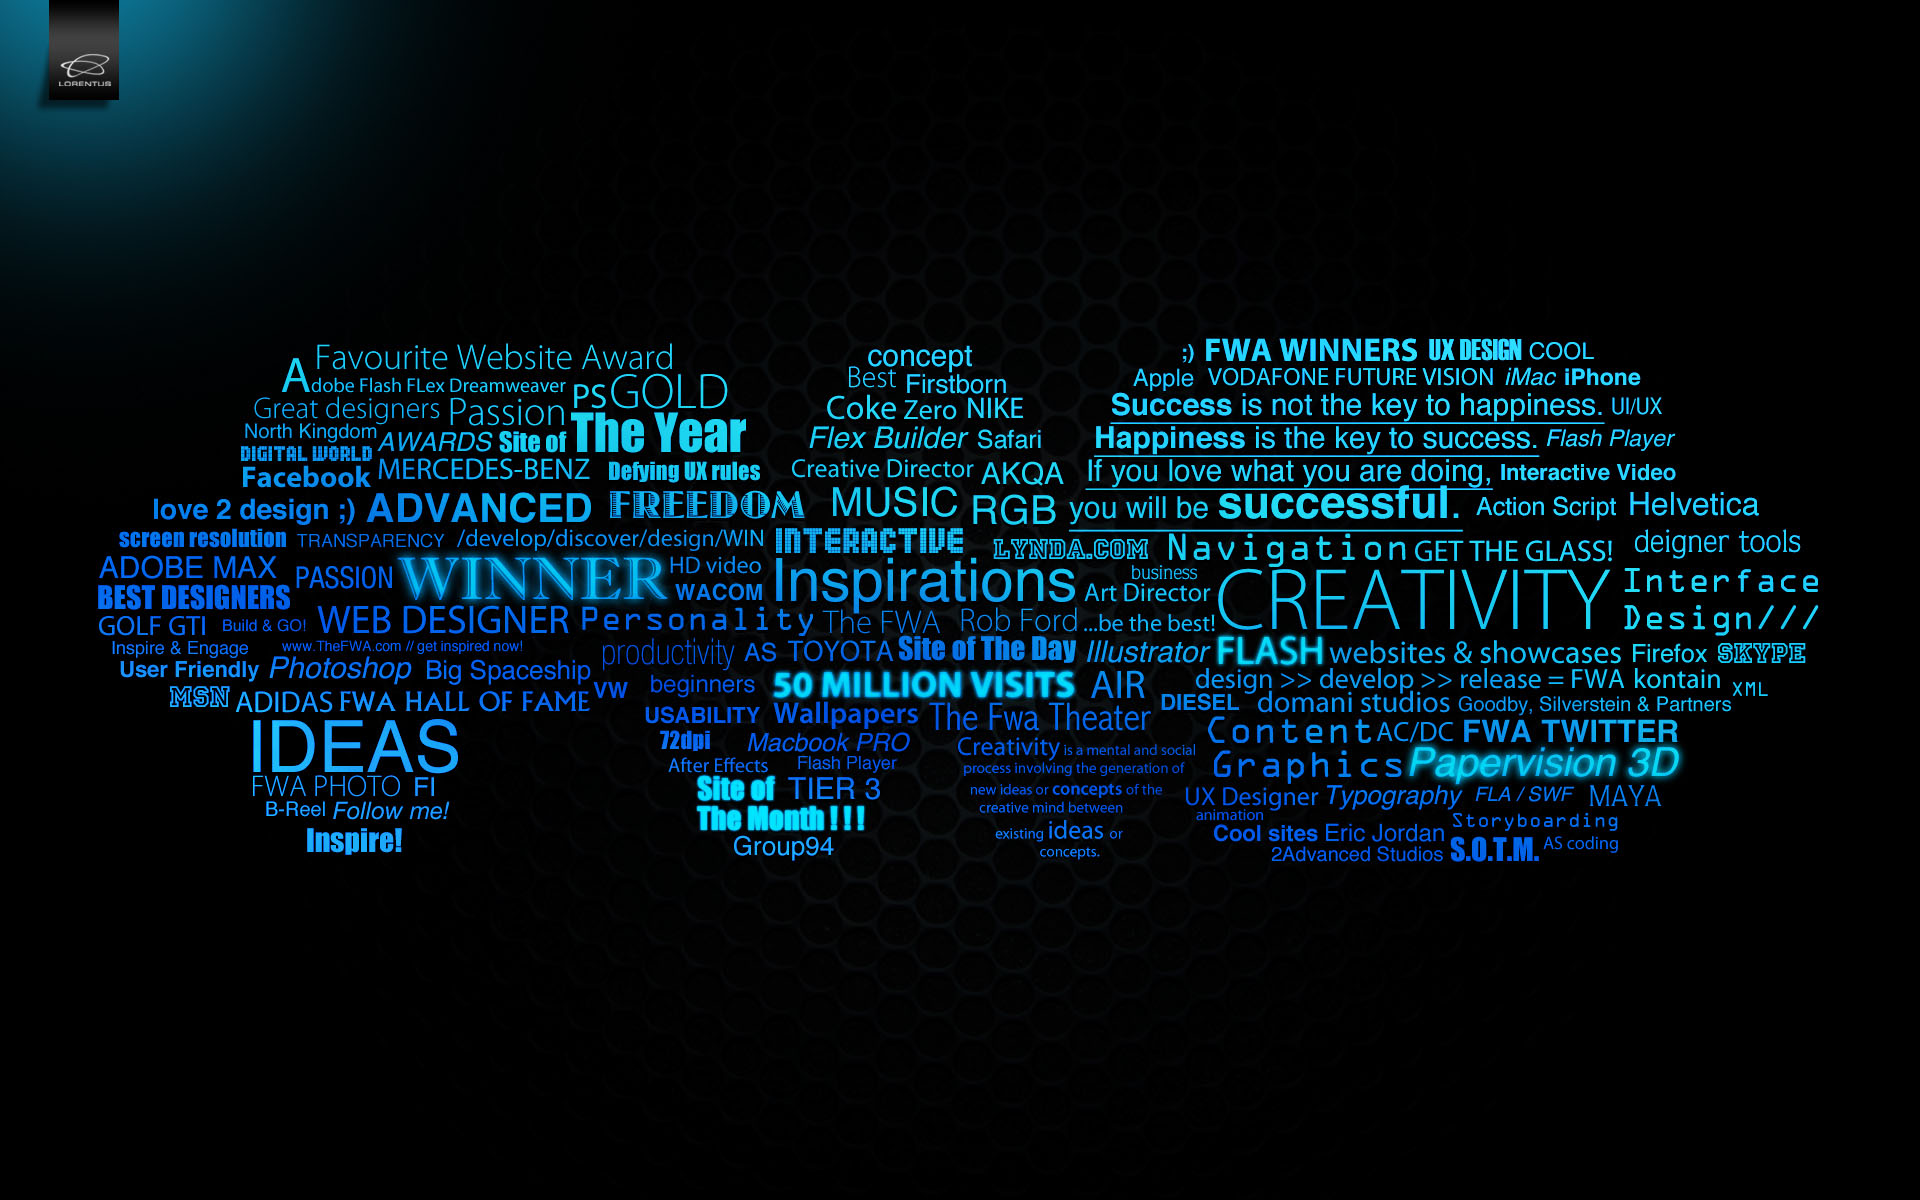 LORENTUS
Favourite Website Award
Adobe Flash FLex Dreamweaver PS GOLD
Great designers Passion The Year
North Kingdom AWARDS Site of
DIGITAL WORLD
Facebook MERCEDES-BENZ Defying UX rules
love 2 design ;) ADVANCED FREEDOM
concept
Best Firstborn
Coke Zero NIKE
Flex Builder Safari
Creative Director AKQA
MUSIC RGB
;) FWA WINNERS UX DESIGN COOL
Apple VODAFONE FUTURE VISION iMac iPhone
Success is not the key to happiness. UI/UX
Happiness is the key to success. Flash Player
If you love what you are doing, Interactive Video
you will be successful. Action Script Helvetica
screen resolution TRANSPARENCY /develop/discover/design/WIN INTERACTIVE LYNDA.COM Navigation GET THE GLASS! deigner tools
ADOBE MAX PASSION WINNER HD video Inspirations business CREATIVITY Interface
BEST DESIGNERS WACOM Art Director Design///
GOLF GTI Build & GO! WEB DESIGNER Personality The FWA Rob Ford ...be the best!
Inspire & Engage www.TheFWA.com // get inspired now! productivity AS TOYOTA Site of The Day Illustrator FLASH websites & showcases Firefox SKYPE
User Friendly Photoshop Big Spaceship
MSN ADIDAS FWA HALL OF FAME VW beginners 50 MILLION VISITS AIR design >> develop >> release = FWA kontain XML
DIESEL domani studios Goodby, Silverstein & Partners
IDEAS
FWA PHOTO FI
B-Reel Follow me!
Inspire!
USABILITY Wallpapers The Fwa Theater
72dpi Macbook PRO
After Effects Flash Player
Site of TIER 3
The Month ! ! !
Group94
Creativity is a mental and social
process involving the generation of
new ideas or concepts of the
creative mind between
existing ideas or
concepts.
Content AC/DC FWA TWITTER
Graphics Papervision 3D
UX Designer Typography FLA / SWF MAYA
animation Storyboarding
Cool sites Eric Jordan
2Advanced Studios S.O.T.M. AS coding